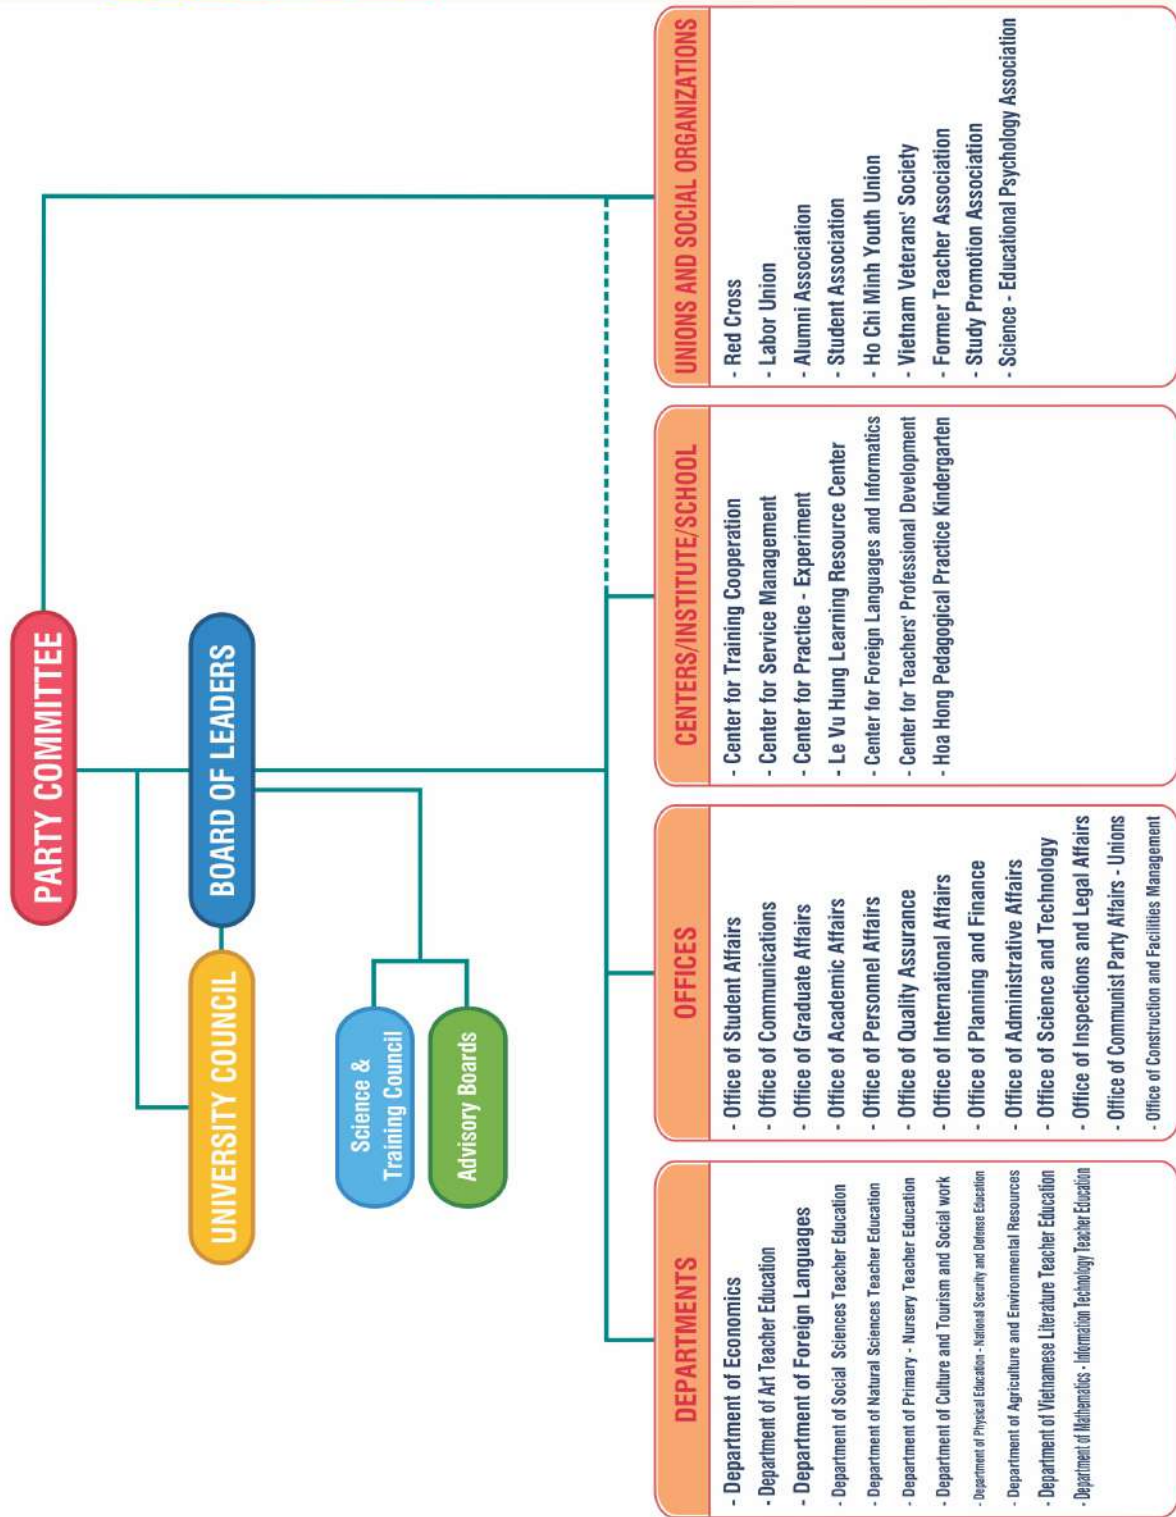 PARTY COMMITTEE
UNIVERSITY COUNCIL
BOARD OF LEADERS
Science &
Training Council
Advisory Boards
DEPARTMENTS
- Department of Economics
- Department of Art Teacher Education
- Department of Foreign Languages
- Department of Social Sciences Teacher Education
- Department of Natural Sciences Teacher Education
- Department of Primary - Nursery Teacher Education
- Department of Culture and Tourism and Social work
- Department of Physical Education - National Security and Defense Education
- Department of Agriculture and Environmental Resources
- Department of Vietnamese Literature Teacher Education
- Department of Mathematics - Information Technology Teacher Education
OFFICES
- Office of Student Affairs
- Office of Communications
- Office of Graduate Affairs
- Office of Academic Affairs
- Office of Personnel Affairs
- Office of Quality Assurance
- Office of International Affairs
- Office of Planning and Finance
- Office of Administrative Affairs
- Office of Science and Technology
- Office of Inspections and Legal Affairs
- Office of Communist Party Affairs - Unions
- Office of Construction and Facilities Management
CENTERS/INSTITUTE/SCHOOL
- Center for Training Cooperation
- Center for Service Management
- Center for Practice - Experiment
- Le Vu Hung Learning Resource Center
- Center for Foreign Languages and Informatics
- Center for Teachers' Professional Development
- Hoa Hong Pedagogical Practice Kindergarten
UNIONS AND SOCIAL ORGANIZATIONS
- Red Cross
- Labor Union
- Alumni Association
- Student Association
- Ho Chi Minh Youth Union
- Vietnam Veterans' Society
- Former Teacher Association
- Study Promotion Association
- Science - Educational Psychology Association